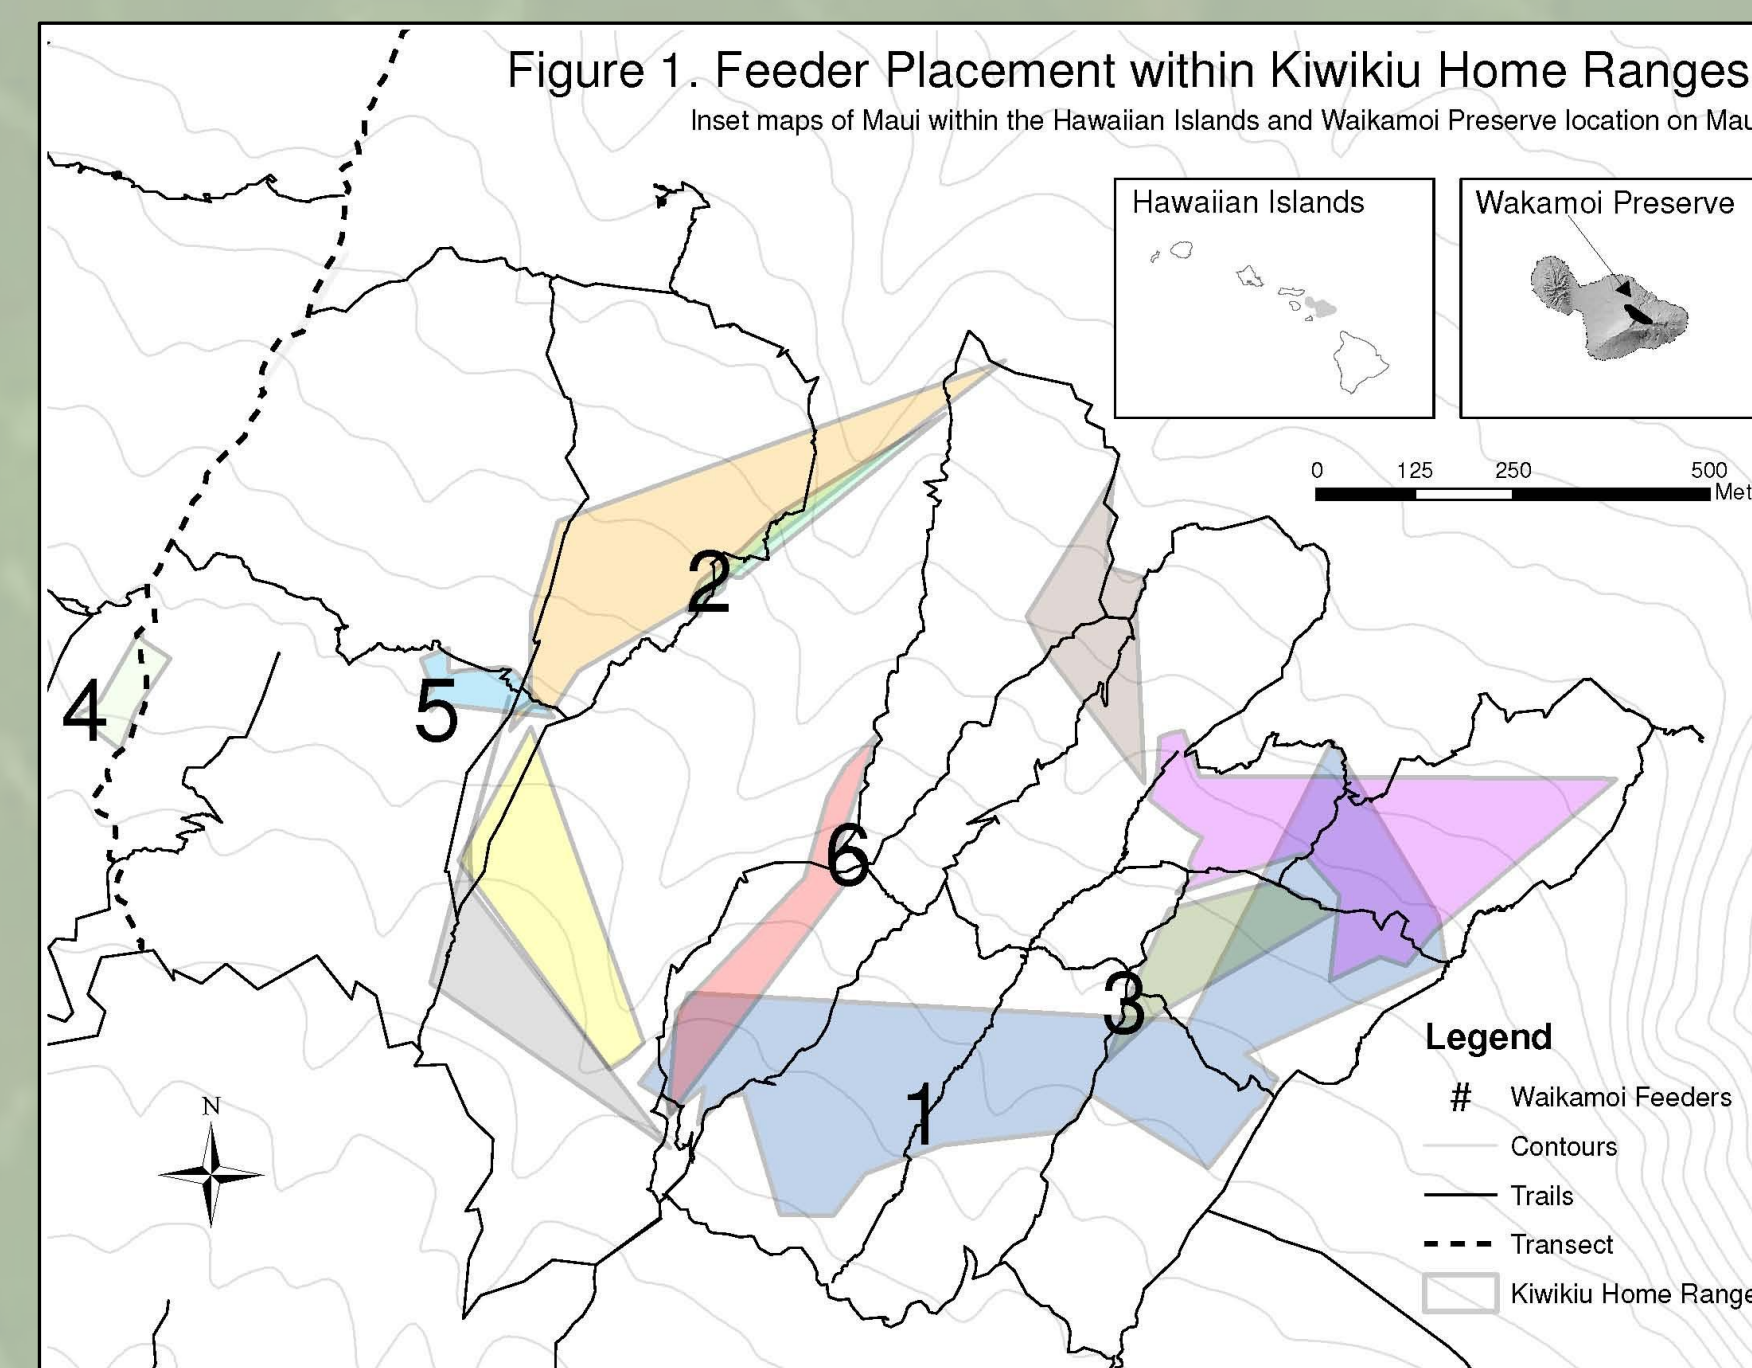 Figure 1. Feeder Placement within Kiwikiu Home Ranges
Inset maps of Maui within the Hawaiian Islands and Waikamoi Preserve location on Mau
Hawaiian Islands
Wakamoi Preserve
0 125 250 500
Met
2
4
5
6
3
1
N
Legend
# Waikamoi Feeders
Contours
Trails
Transect
Kiwikiu Home Range